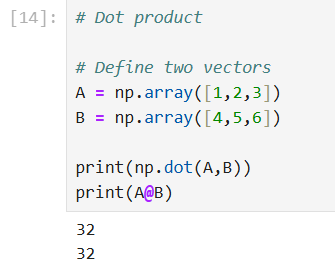 [14]: # Dot product
# Define two vectors
A = np.array([1,2,3])
B = np.array([4,5,6])
print(np.dot(A,B))
print(A@B)
32
32